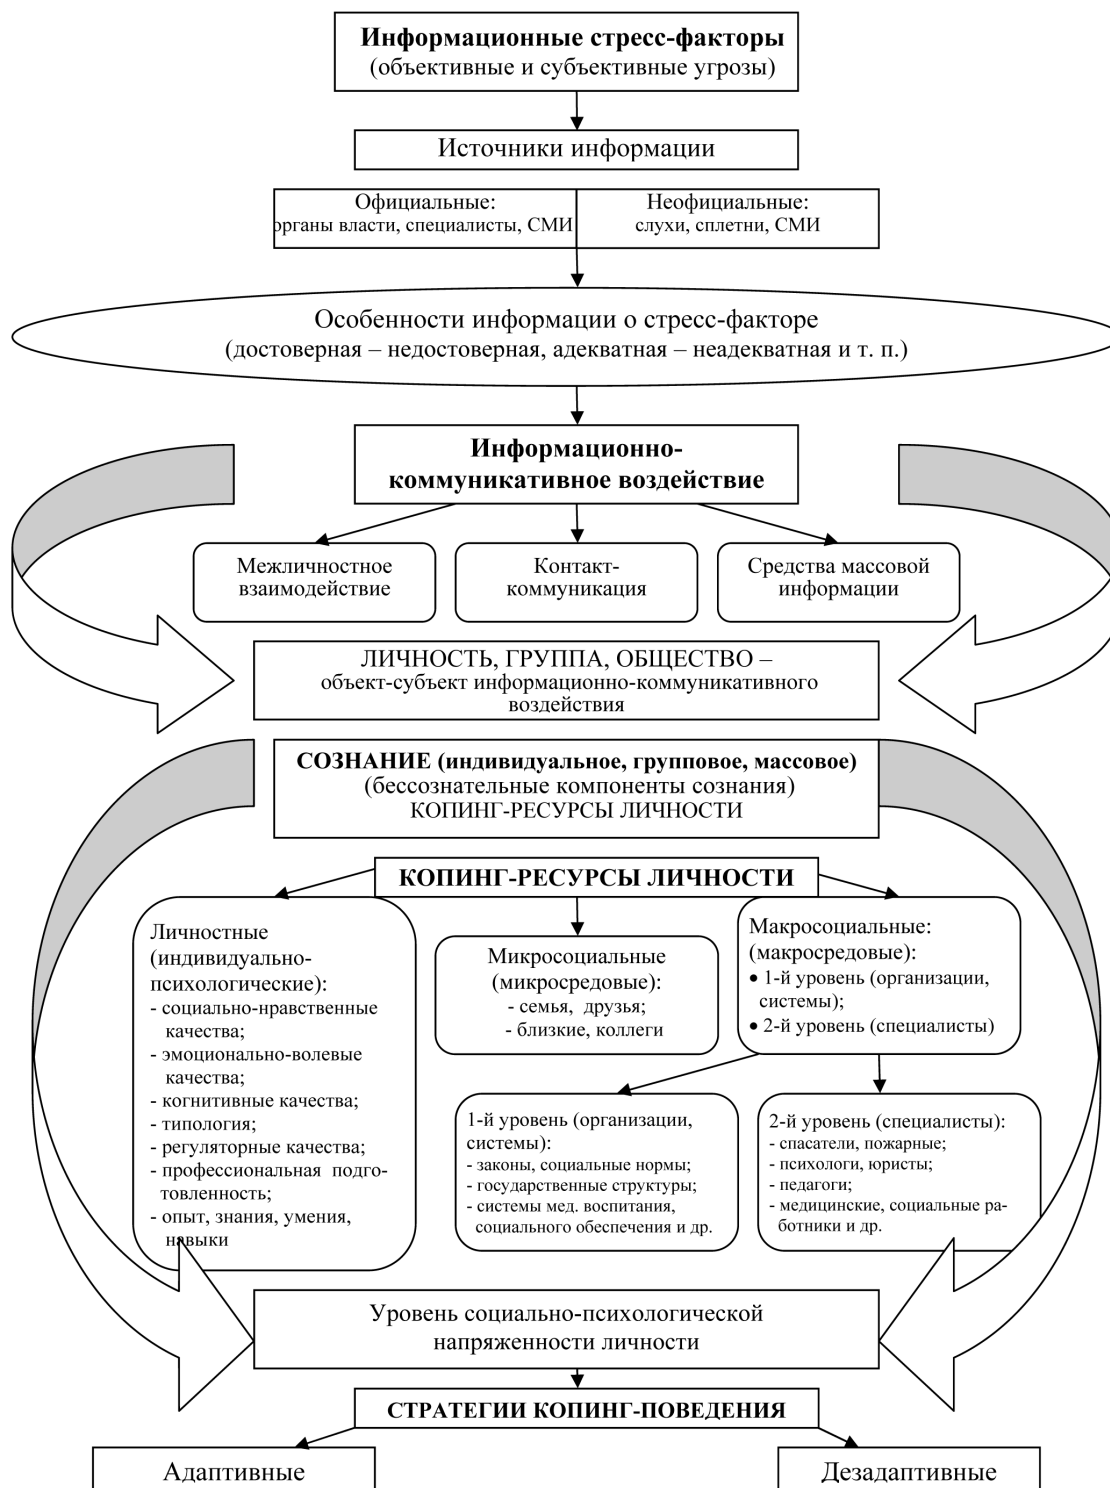 Информационные стресс-факторы
(объективные и субъективные угрозы)
Источники информации
Официальные:
органы власти, специалисты, СМИ
Неофициальные:
слухи, сплетни, СМИ
Особенности информации о стресс-факторе
(достоверная – недостоверная, адекватная – неадекватная и т. п.)
Информационно-
коммуникативное воздействие
Межличностное
взаимодействие
Контакт-
коммуникация
Средства массовой
информации
ЛИЧНОСТЬ, ГРУППА, ОБЩЕСТВО –
объект-субъект информационно-коммуникативного
воздействия
СОЗНАНИЕ (индивидуальное, групповое, массовое)
(бессознательные компоненты сознания)
КОПИНГ-РЕСУРСЫ ЛИЧНОСТИ
КОПИНГ-РЕСУРСЫ ЛИЧНОСТИ
Личностные
(индивидуально-
психологические):
- социально-нравственные
качества;
- эмоционально-волевые
качества;
- когнитивные качества;
- типология;
- регуляторные качества;
- профессиональная подго-
товленность;
- опыт, знания, умения,
навыки
Микросоциальные
(микросредовые):
- семья, друзья;
- близкие, коллеги
Макросоциальные:
(макросредовые):
• 1-й уровень (организации,
системы);
• 2-й уровень (специалисты)
1-й уровень (организации,
системы):
- законы, социальные нормы;
- государственные структуры;
- системы мед. воспитания,
социального обеспечения и др.
2-й уровень (специалисты):
- спасатели, пожарные;
- психологи, юристы;
- педагоги;
- медицинские, социальные ра-
ботники и др.
Уровень социально-психологической
напряженности личности
СТРАТЕГИИ КОПИНГ-ПОВЕДЕНИЯ
Адаптивные
Дезадаптивные